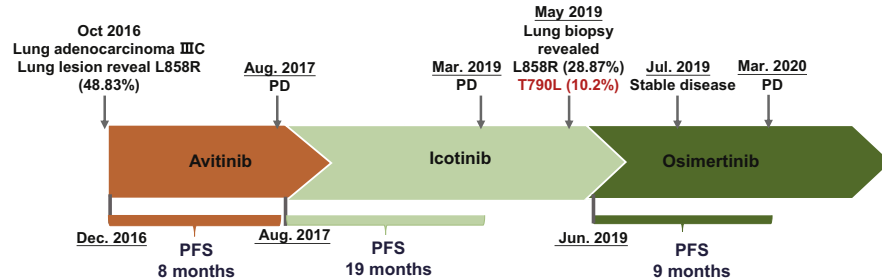 Oct 2016
Lung adenocarcinoma ⅢC
Lung lesion reveal L858R
(48.83%)
Aug. 2017
PD
Mar. 2019
PD
May 2019
Lung biopsy
revealed
L858R (28.87%)
T790L (10.2%)
Jul. 2019
Stable disease
Mar. 2020
PD
Avitinib
Icotinib
Osimertinib
Dec. 2016
PFS
8 months
Aug. 2017
PFS
19 months
Jun. 2019
PFS
9 months